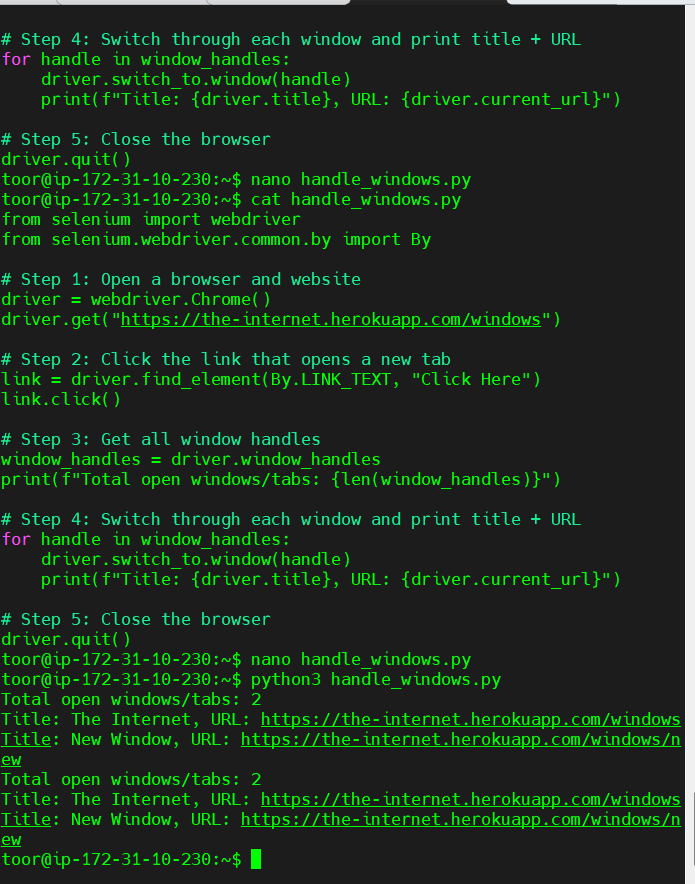 # Step 4: Switch through each window and print title + URL
for handle in window_handles:
    driver.switch_to.window(handle)
    print(f"Title: {driver.title}, URL: {driver.current_url}")

# Step 5: Close the browser
driver.quit()
toor@ip-172-31-10-230:~$ nano handle_windows.py
toor@ip-172-31-10-230:~$ cat handle_windows.py
from selenium import webdriver
from selenium.webdriver.common.by import By

# Step 1: Open a browser and website
driver = webdriver.Chrome()
driver.get("https://the-internet.herokuapp.com/windows")

# Step 2: Click the link that opens a new tab
link = driver.find_element(By.LINK_TEXT, "Click Here")
link.click()

# Step 3: Get all window handles
window_handles = driver.window_handles
print(f"Total open windows/tabs: {len(window_handles)}")

# Step 4: Switch through each window and print title + URL
for handle in window_handles:
    driver.switch_to.window(handle)
    print(f"Title: {driver.title}, URL: {driver.current_url}")

# Step 5: Close the browser
driver.quit()
toor@ip-172-31-10-230:~$ nano handle_windows.py
toor@ip-172-31-10-230:~$ python3 handle_windows.py
Total open windows/tabs: 2
Title: The Internet, URL: https://the-internet.herokuapp.com/windows
Title: New Window, URL: https://the-internet.herokuapp.com/windows/n
ew
Total open windows/tabs: 2
Title: The Internet, URL: https://the-internet.herokuapp.com/windows
Title: New Window, URL: https://the-internet.herokuapp.com/windows/n
ew
toor@ip-172-31-10-230:~$